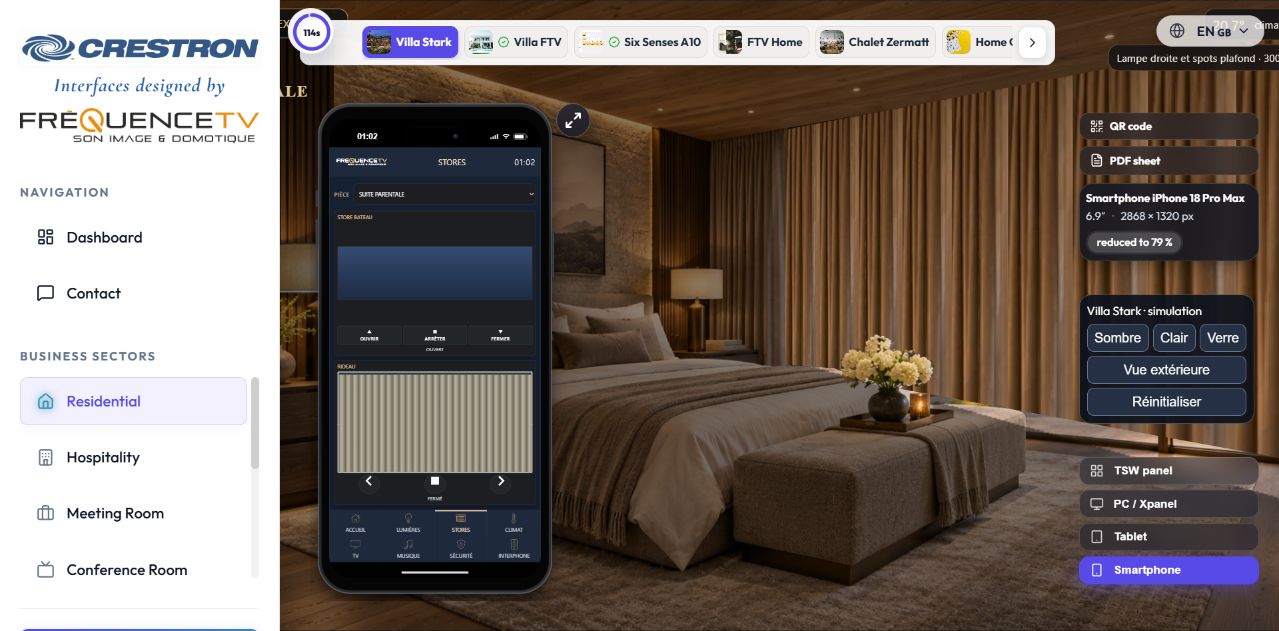 CRESTRON
Interfaces designed by
FRÉQUENCETV
SON IMAGE & DOMOTIQUE
NAVIGATION
Dashboard
Contact
BUSINESS SECTORS
Residential
Hospitality
Meeting Room
Conference Room
114s
Villa Stark
Villa FTV
Six Senses A10
FTV Home
Chalet Zermatt
Home
EN GB
20.7°
Lampe droite et spots plafond · 300
01:02
FREQUENCETV
STORES
01:02
PIÈCE
SUITE PARENTALE
STORE BATEAU
OUVRIR
ARRÊTER
FERMER
OUVERT
RIDEAU
FERMÉ
ACCUEIL
LUMIÈRES
STORES
CLIMAT
TV
MUSIQUE
SÉCURITÉ
INTERPHONE
QR code
PDF sheet
Smartphone iPhone 18 Pro Max
6.9" · 2868 × 1320 px
reduced to 79 %
Villa Stark · simulation
Sombre
Clair
Verre
Vue extérieure
Réinitialiser
TSW panel
PC / Xpanel
Tablet
Smartphone